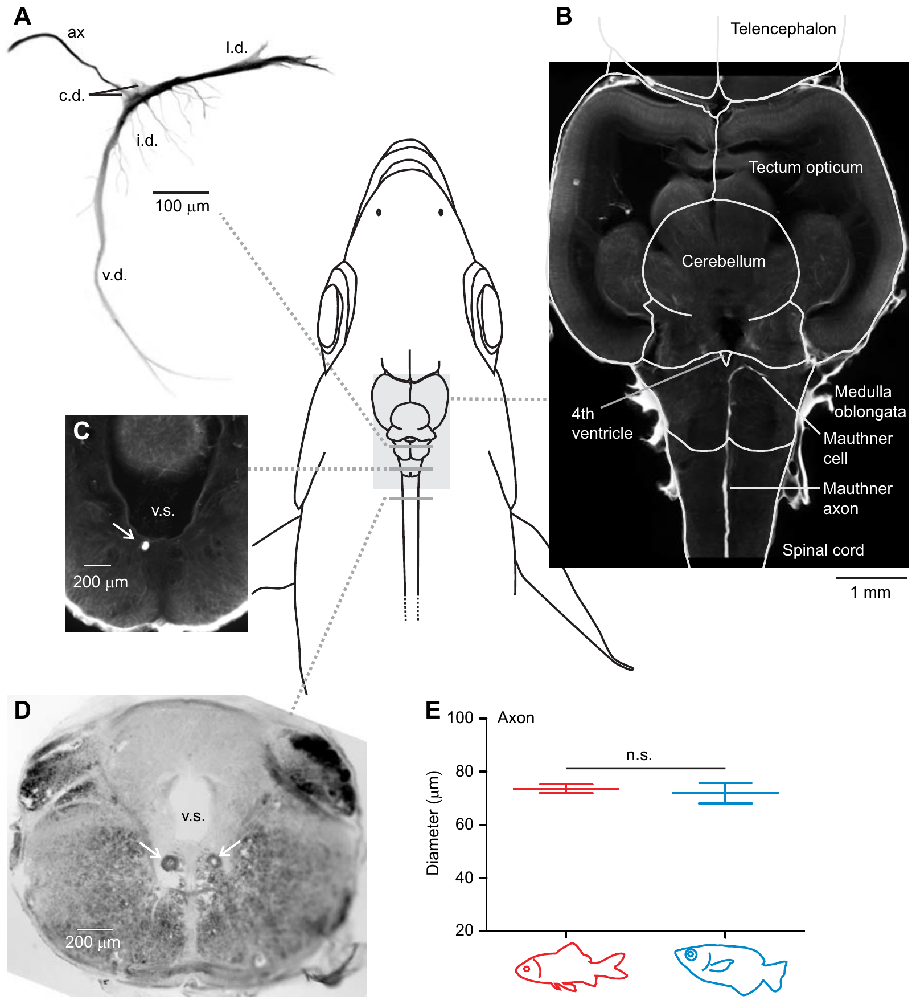 A
ax
l.d.
c.d.
i.d.
100 μm
v.d.
B
Telencephalon
Tectum opticum
Cerebellum
4th
ventricle
Medulla
oblongata
Mauthner
cell
Mauthner
axon
Spinal cord
1 mm
C
v.s.
200 μm
D
v.s.
200 μm
E
Axon
n.s.
Diameter (μm)
100
80
60
40
20